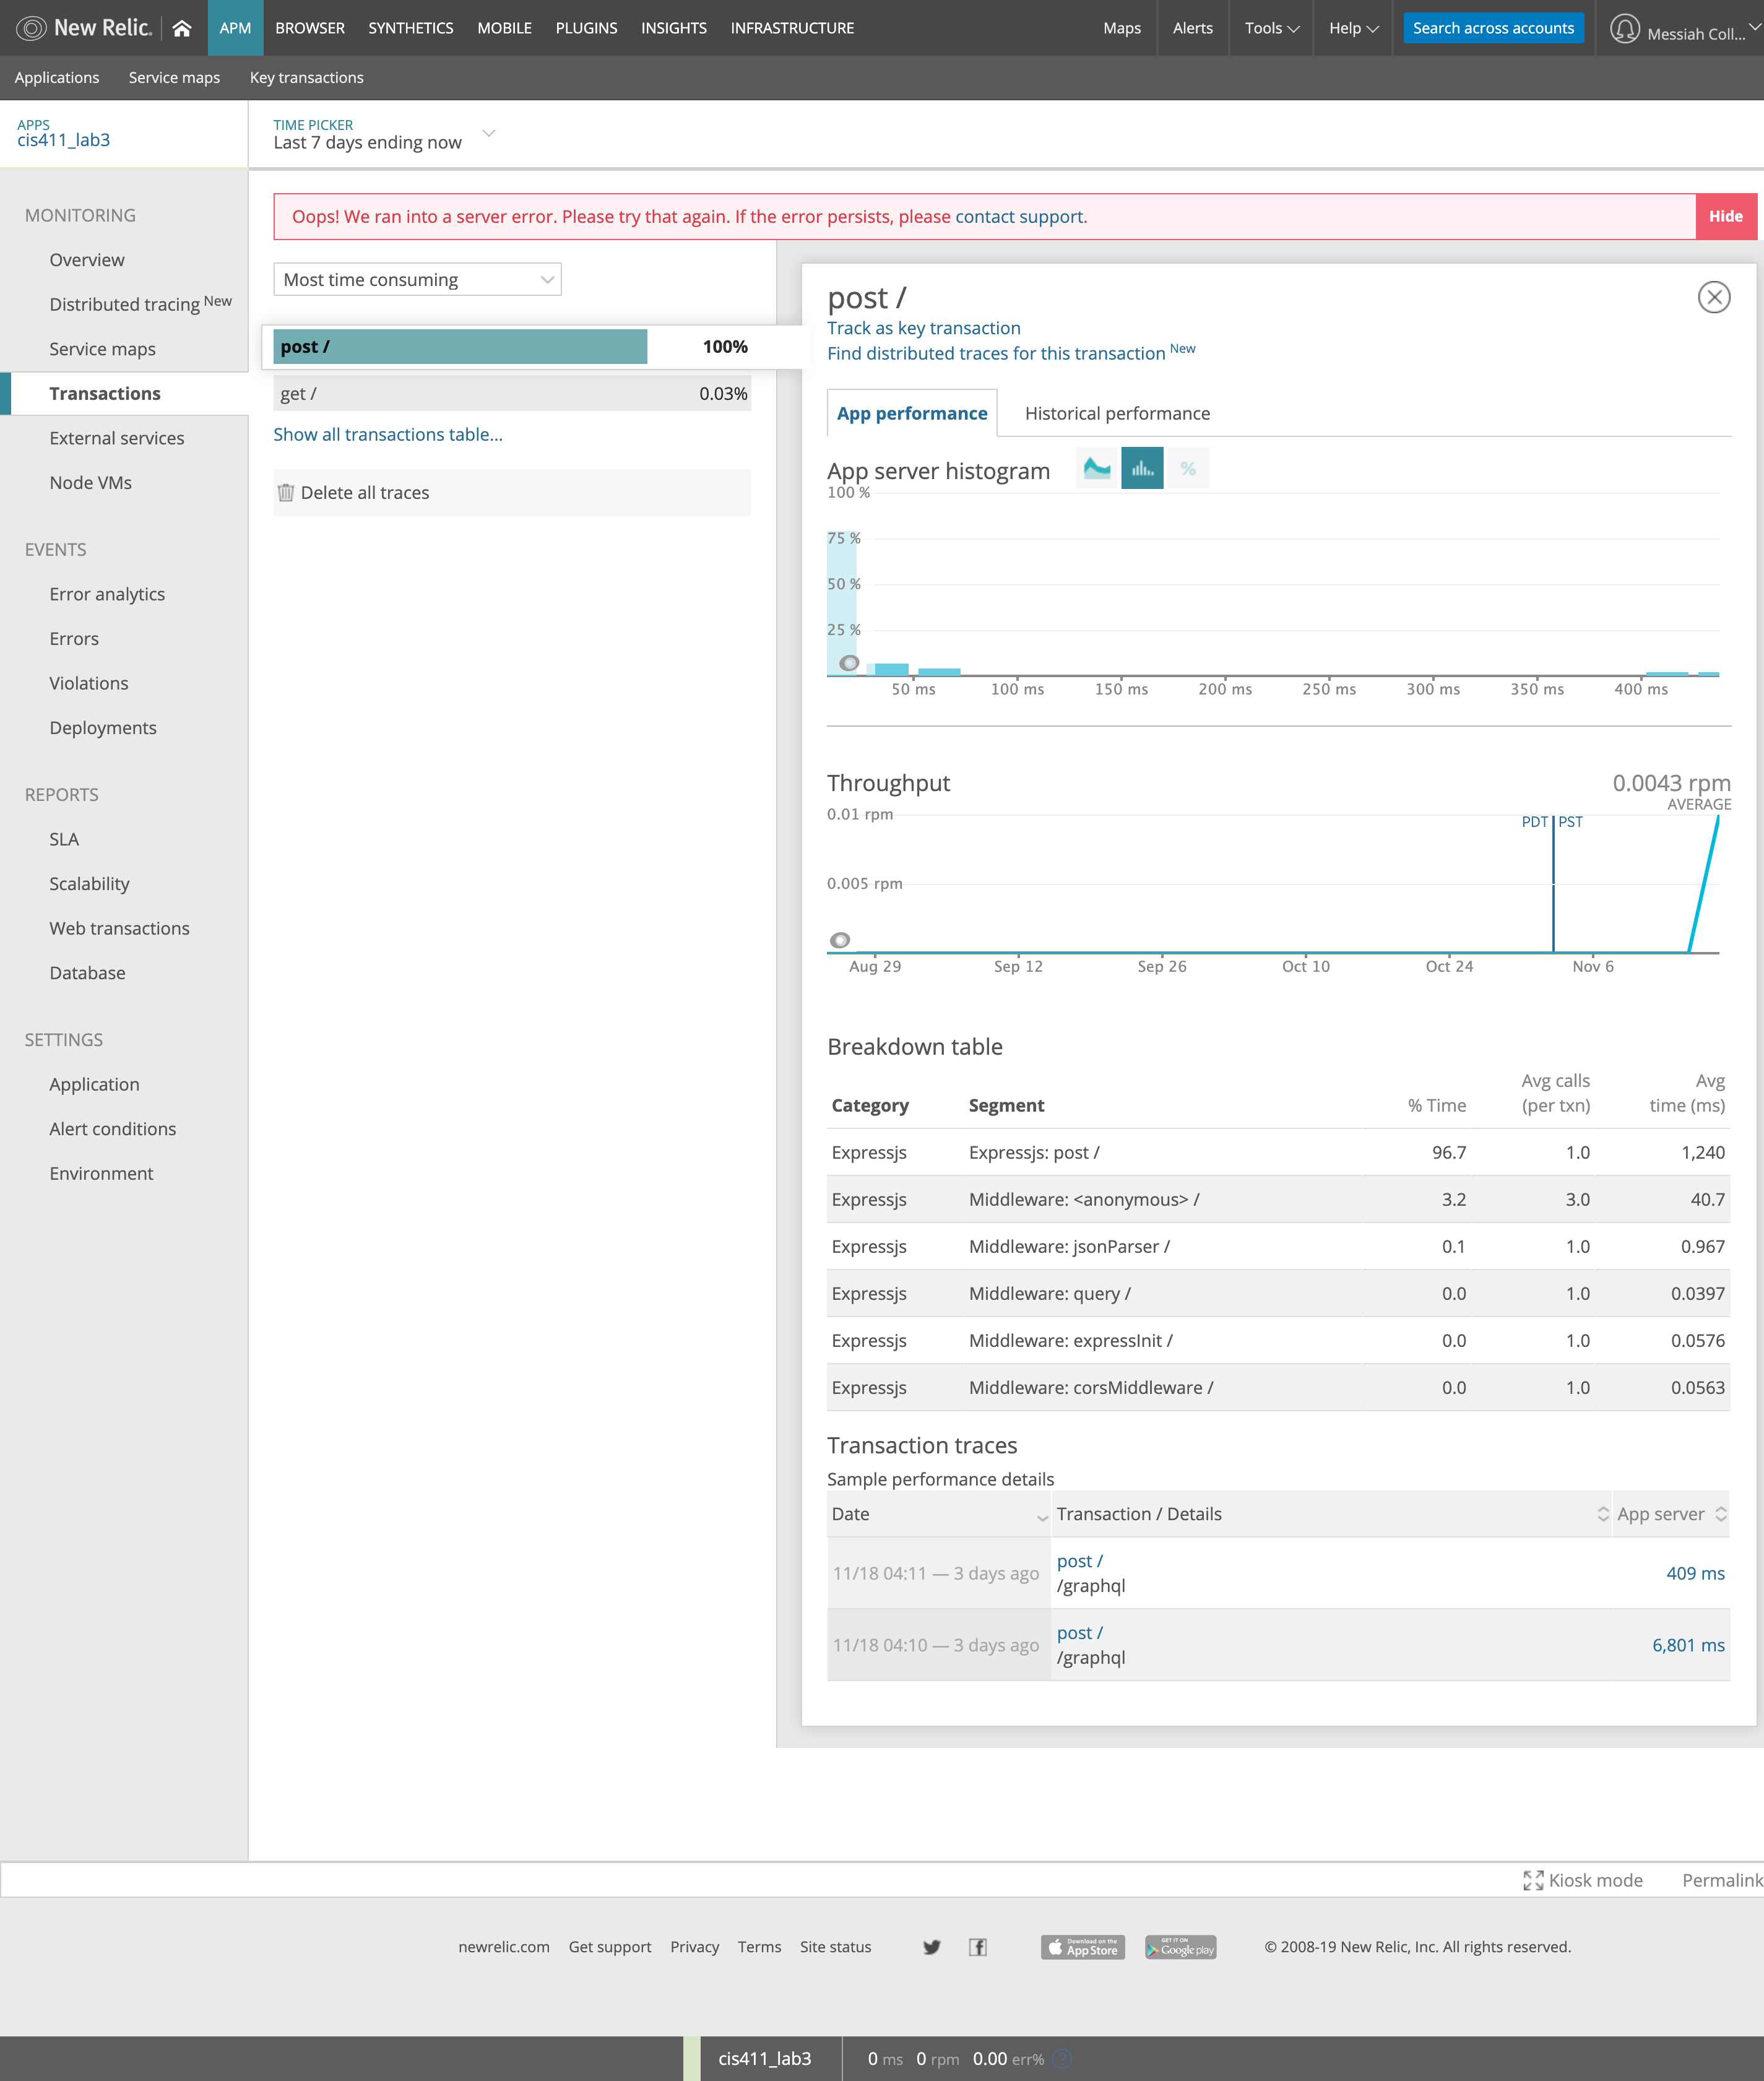 New Relic.
APM BROWSER SYNTHETICS MOBILE PLUGINS INSIGHTS INFRASTRUCTURE Maps Alerts Tools Help Search across accounts Messiah Coll...
Applications Service maps Key transactions
APPS
cis411_lab3
TIME PICKER
Last 7 days ending now
MONITORING
Overview
Distributed tracing New
Service maps
Transactions
External services
Node VMs
EVENTS
Error analytics
Errors
Violations
Deployments
REPORTS
SLA
Scalability
Web transactions
Database
SETTINGS
Application
Alert conditions
Environment
Oops! We ran into a server error. Please try that again. If the error persists, please contact support. Hide
Most time consuming
post / 100%
get / 0.03%
Show all transactions table...
Delete all traces
post /
Track as key transaction
Find distributed traces for this transaction New
App performance Historical performance
App server histogram %
100 %
75 %
50 %
25 %
50 ms 100 ms 150 ms 200 ms 250 ms 300 ms 350 ms 400 ms
Throughput 0.0043 rpm
AVERAGE
0.01 rpm
PDT PST
0.005 rpm
Aug 29 Sep 12 Sep 26 Oct 10 Oct 24 Nov 6
Breakdown table
Category Segment % Time Avg calls (per txn) Avg time (ms)
Expressjs Expressjs: post / 96.7 1.0 1,240
Expressjs Middleware: <anonymous> / 3.2 3.0 40.7
Expressjs Middleware: jsonParser / 0.1 1.0 0.967
Expressjs Middleware: query / 0.0 1.0 0.0397
Expressjs Middleware: expressInit / 0.0 1.0 0.0576
Expressjs Middleware: corsMiddleware / 0.0 1.0 0.0563
Transaction traces
Sample performance details
Date Transaction / Details App server
11/18 04:11 — 3 days ago post / /graphql 409 ms
11/18 04:10 — 3 days ago post / /graphql 6,801 ms
Kiosk mode Permalink
newrelic.com Get support Privacy Terms Site status Download on the App Store GET IT ON Google play © 2008-19 New Relic, Inc. All rights reserved.
cis411_lab3 0 ms 0 rpm 0.00 err% ?